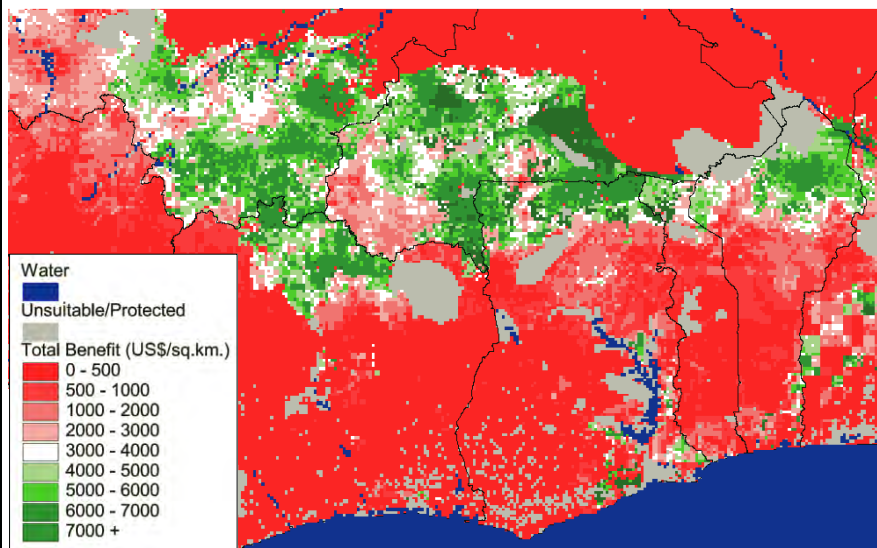 Water
Unsuitable/Protected
Total Benefit (US$/sq.km.)
0 - 500
500 - 1000
1000 - 2000
2000 - 3000
3000 - 4000
4000 - 5000
5000 - 6000
6000 - 7000
7000 +